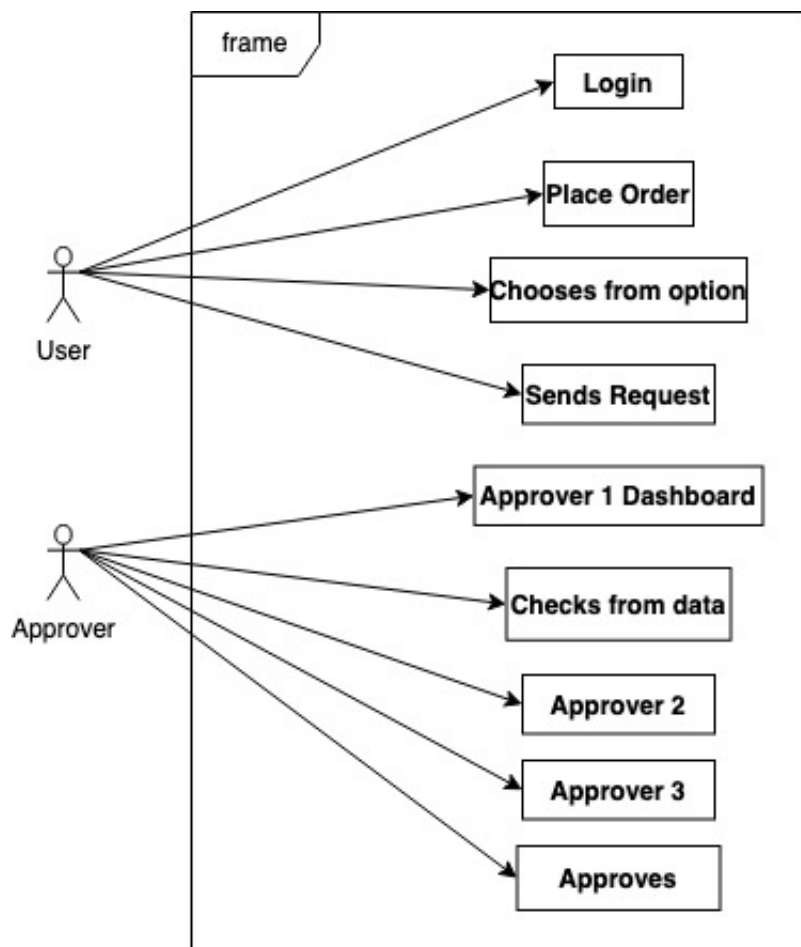 frame
Login
Place Order
Chooses from option
User
Sends Request
Approver 1 Dashboard
Checks from data
Approver
Approver 2
Approver 3
Approves